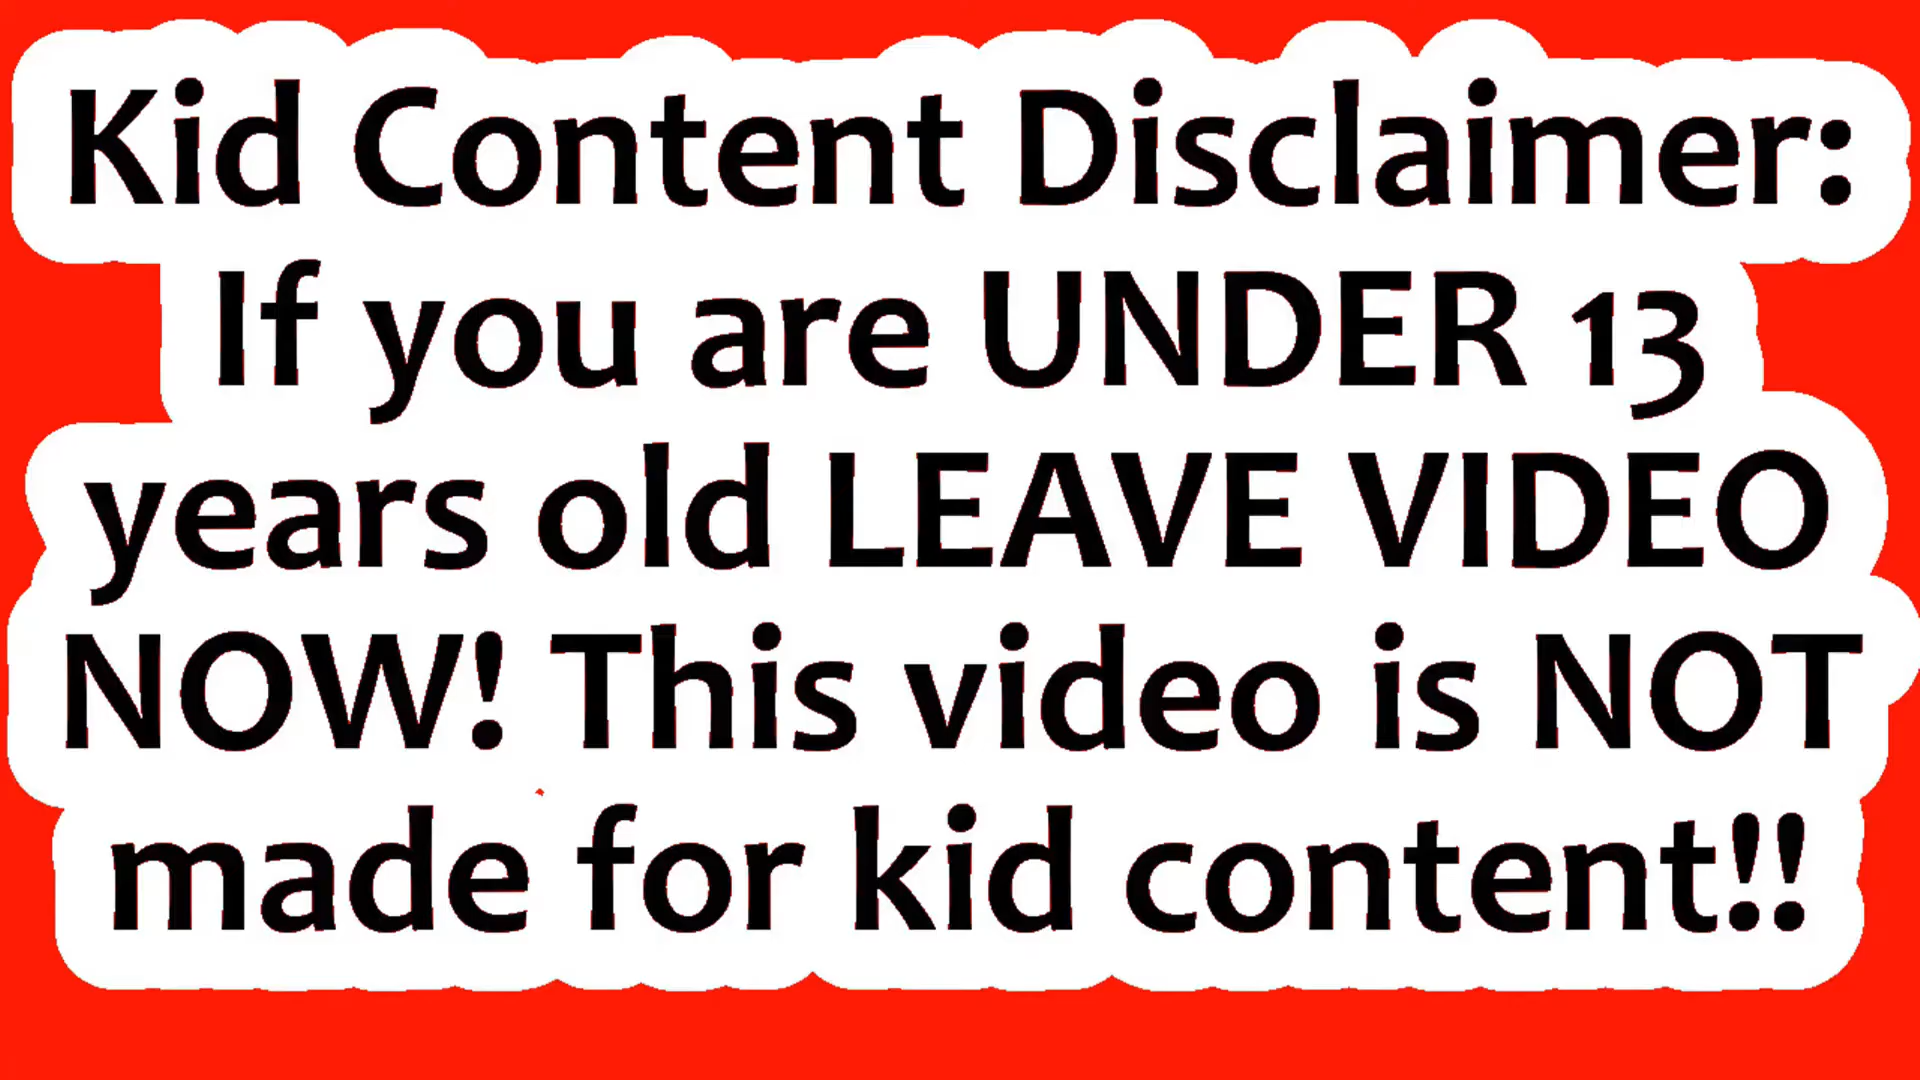 Kid Content Disclaimer:
If you are UNDER 13
years old LEAVE VIDEO
NOW! This video is NOT
made for kid content!!